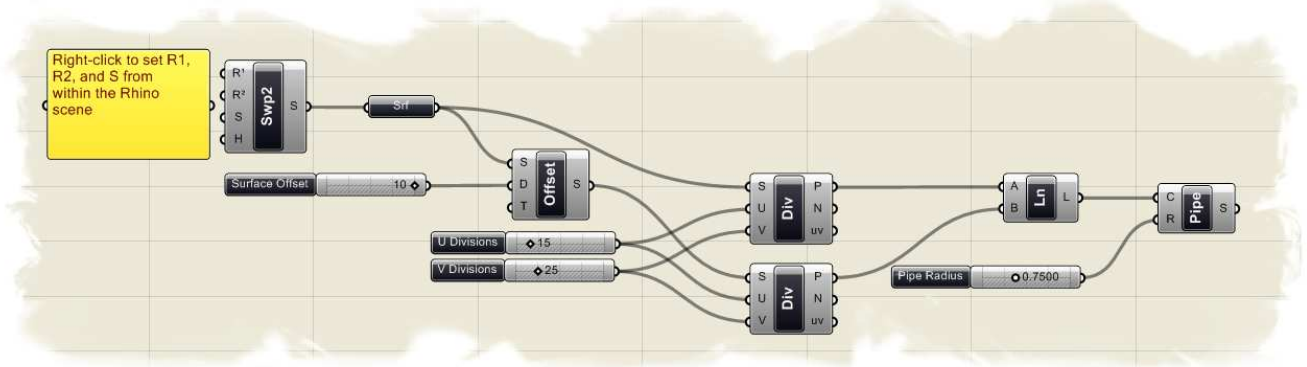 Right-click to set R1,
R2, and S from
within the Rhino
scene
R¹
R²
S
H
Swp2
S
Srf
Surface Offset 10
S
D
T
Offset
S
U Divisions 15
V Divisions 25
S
U
V
Div
P
N
uv
S
U
V
Div
P
N
uv
A
B
Ln
L
Pipe Radius 0.7500
C
R
Pipe
S